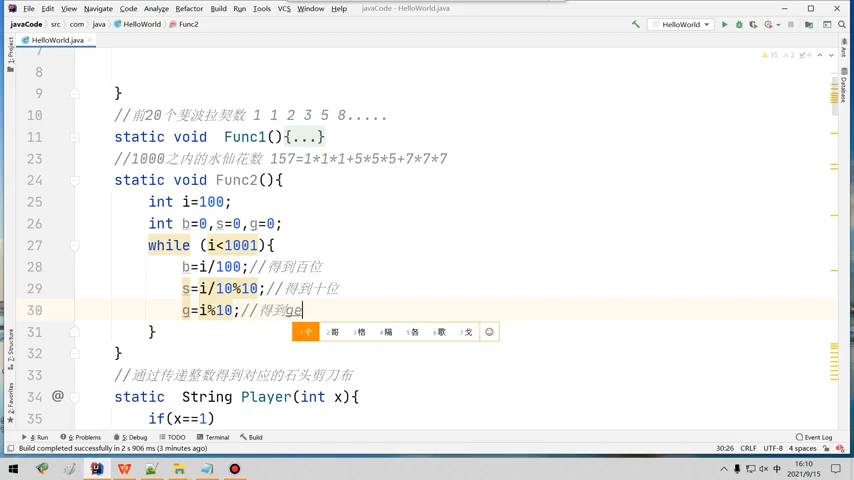 File Edit View Navigate Code Analyze Refactor Build Run Tools VCS Window Help javaCode - HelloWorld.java
javaCode src com java HelloWorld Func2 HelloWorld
HelloWorld.java
1: Project
Ant
Database
35 2 4
7
8
9 }
10 //前20个斐波拉契数 1 1 2 3 5 8.....
11 static void Func1(){...}
23 //1000之内的水仙花数 157=1*1*1+5*5*5+7*7*7
24 static void Func2(){
25 int i=100;
26 int b=0,s=0,g=0;
27 while (i<1001){
28 b=i/100;//得到百位
29 s=i/10%10;//得到十位
30 g=i%10;//得到ge
1个 2哥 3格 4隔 5各 6歌 7戈
31 }
32 }
33 //通过传递整数得到对应的石头剪刀布
34 @ static String Player(int x){
35 if(x==1)
Z: Structure
2: Favorites
4: Run 6: Problems 5: Debug TODO Terminal Build Event Log
Build completed successfully in 2 s 906 ms (3 minutes ago) 30:26 CRLF UTF-8 4 spaces
中 16:10
2021/9/15